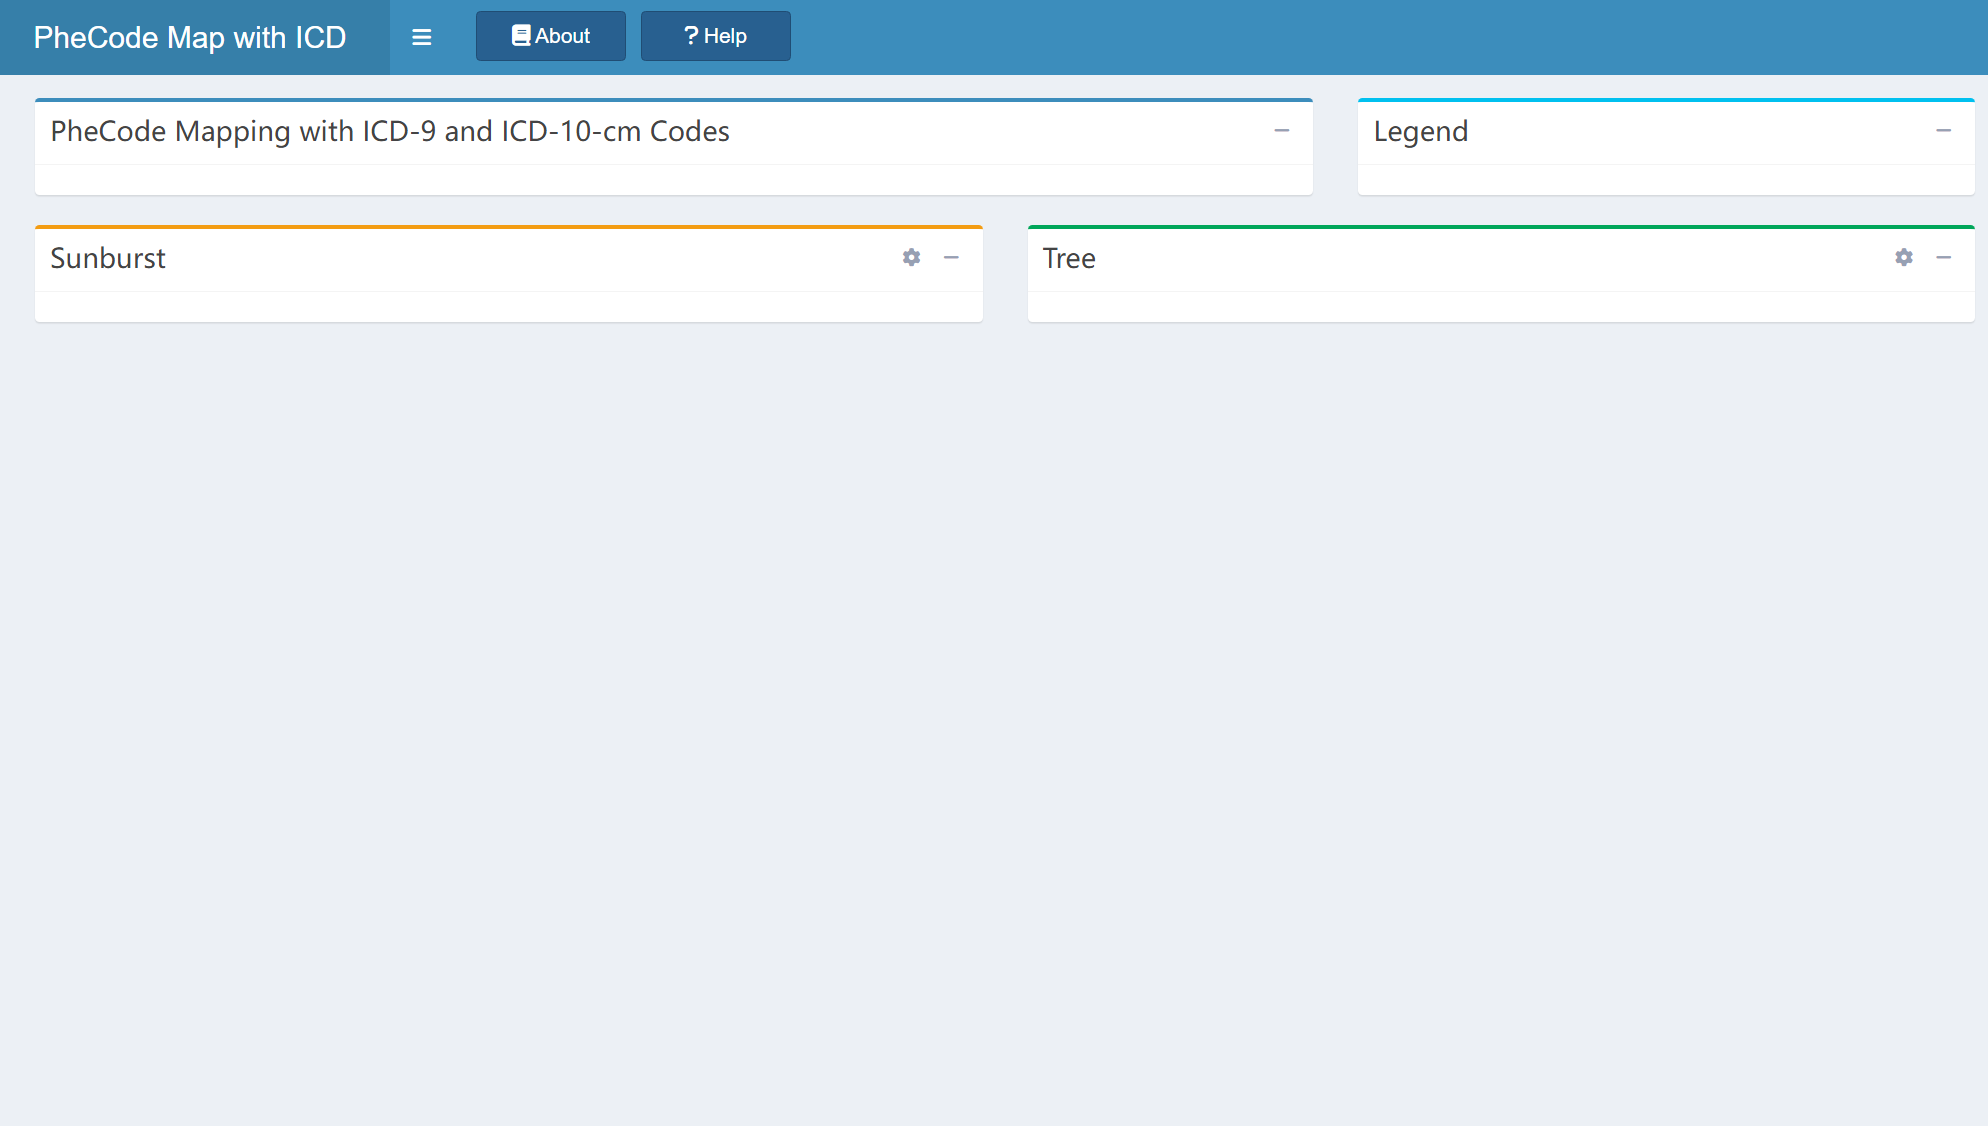 PheCode Map with ICD
About
Help
PheCode Mapping with ICD-9 and ICD-10-cm Codes
Legend
Sunburst
Tree